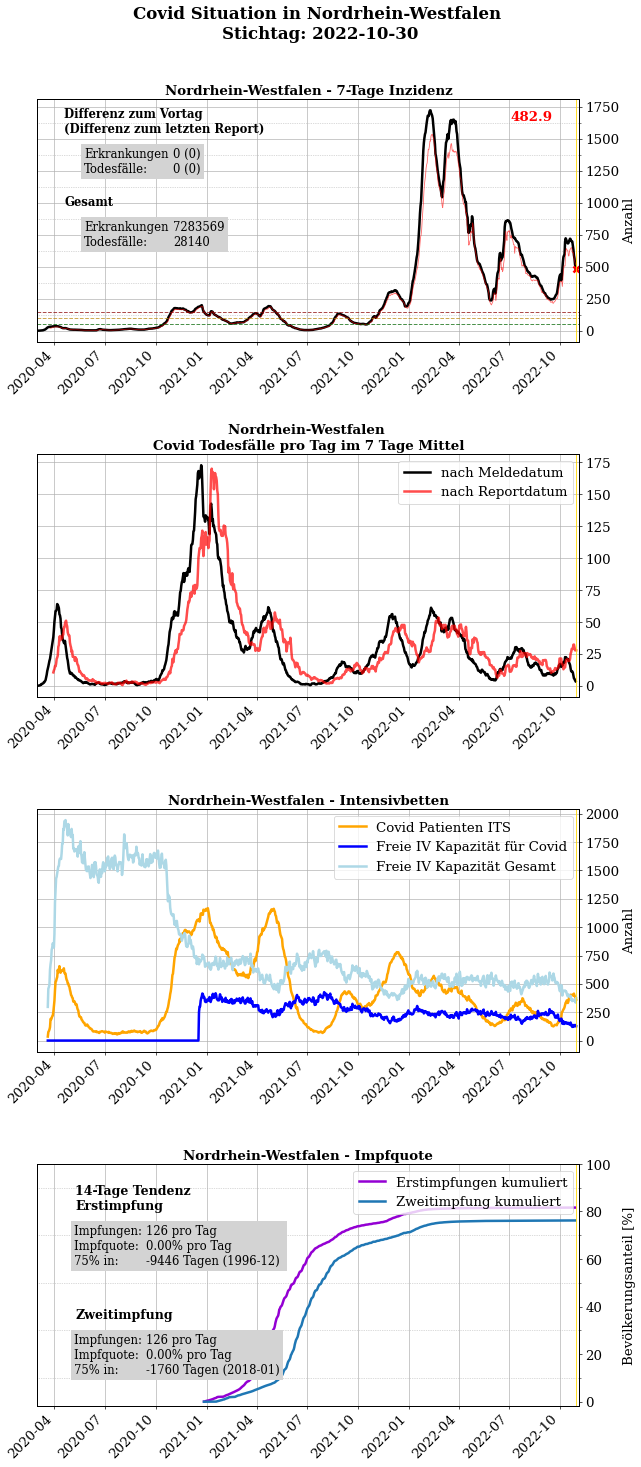 Covid Situation in Nordrhein-Westfalen
Stichtag: 2022-10-30
Nordrhein-Westfalen - 7-Tage Inzidenz
Differenz zum Vortag
(Differenz zum letzten Report)
Erkrankungen 0 (0)
Todesfälle: 0 (0)
Gesamt
Erkrankungen 7283569
Todesfälle: 28140
482.9
1750
1500
1250
1000
750
500
250
0
Anzahl
2020-04 2020-07 2020-10 2021-01 2021-04 2021-07 2021-10 2022-01 2022-04 2022-07 2022-10
Nordrhein-Westfalen
Covid Todesfälle pro Tag im 7 Tage Mittel
nach Meldedatum
nach Reportdatum
175
150
125
100
75
50
25
0
2020-04 2020-07 2020-10 2021-01 2021-04 2021-07 2021-10 2022-01 2022-04 2022-07 2022-10
Nordrhein-Westfalen - Intensivbetten
Covid Patienten ITS
Freie IV Kapazität für Covid
Freie IV Kapazität Gesamt
2000
1750
1500
1250
1000
750
500
250
0
Anzahl
2020-04 2020-07 2020-10 2021-01 2021-04 2021-07 2021-10 2022-01 2022-04 2022-07 2022-10
Nordrhein-Westfalen - Impfquote
Erstimpfungen kumuliert
Zweitimpfung kumuliert
14-Tage Tendenz
Erstimpfung
Impfungen: 126 pro Tag
Impfquote: 0.00% pro Tag
75% in: -9446 Tagen (1996-12)
Zweitimpfung
Impfungen: 126 pro Tag
Impfquote: 0.00% pro Tag
75% in: -1760 Tagen (2018-01)
100
80
60
40
20
0
Bevölkerungsanteil [%]
2020-04 2020-07 2020-10 2021-01 2021-04 2021-07 2021-10 2022-01 2022-04 2022-07 2022-10